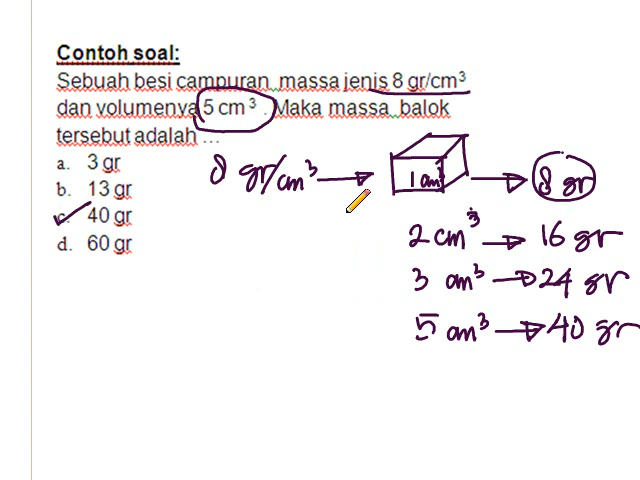 Contoh soal:
Sebuah besi campuran massa jenis 8 gr/cm³
dan volumenya 5 cm³. Maka massa balok
tersebut adalah ...
a. 3 gr
b. 13 gr
c. 40 gr
d. 60 gr
8 gr/cm³ → 1 cm³ → 8 gr
2 cm³ → 16 gr
3 cm³ → 24 gr
5 cm³ → 40 gr